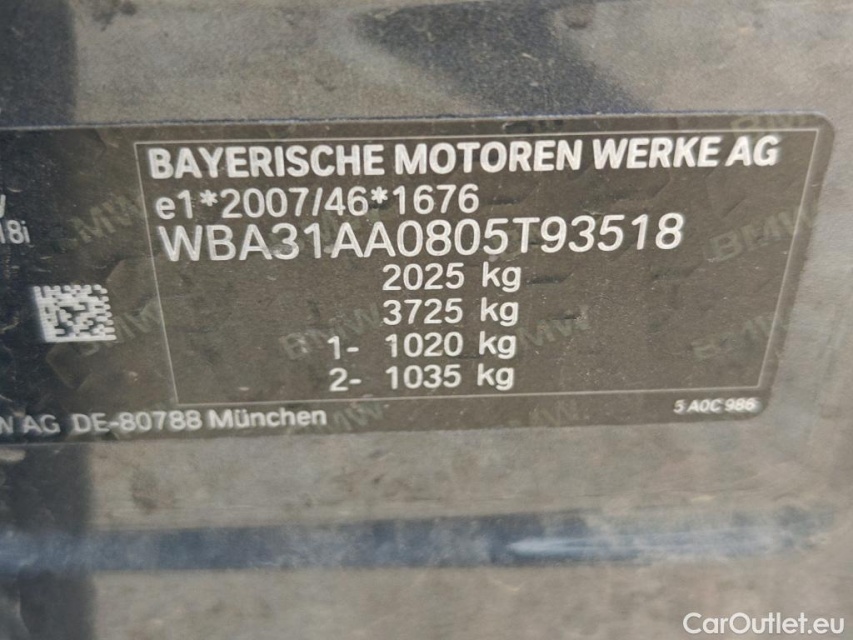 BAYERISCHE MOTOREN WERKE AG
e1*2007/46*1676
18i
WBA31AA0805T93518
2025 kg
3725 kg
1- 1020 kg
2- 1035 kg
AG DE-80788 München
5 A0C 986
CarOutlet.eu